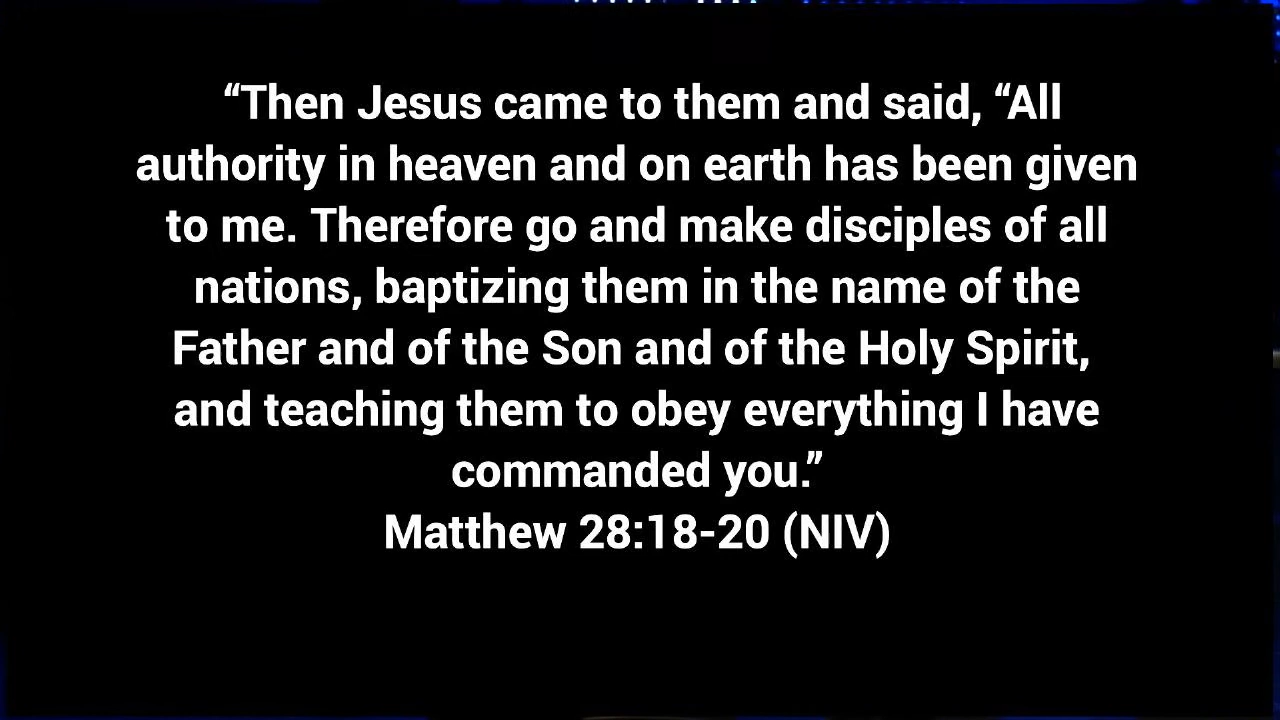 “Then Jesus came to them and said, “All
authority in heaven and on earth has been given
to me. Therefore go and make disciples of all
nations, baptizing them in the name of the
Father and of the Son and of the Holy Spirit,
and teaching them to obey everything I have
commanded you.”
Matthew 28:18-20 (NIV)